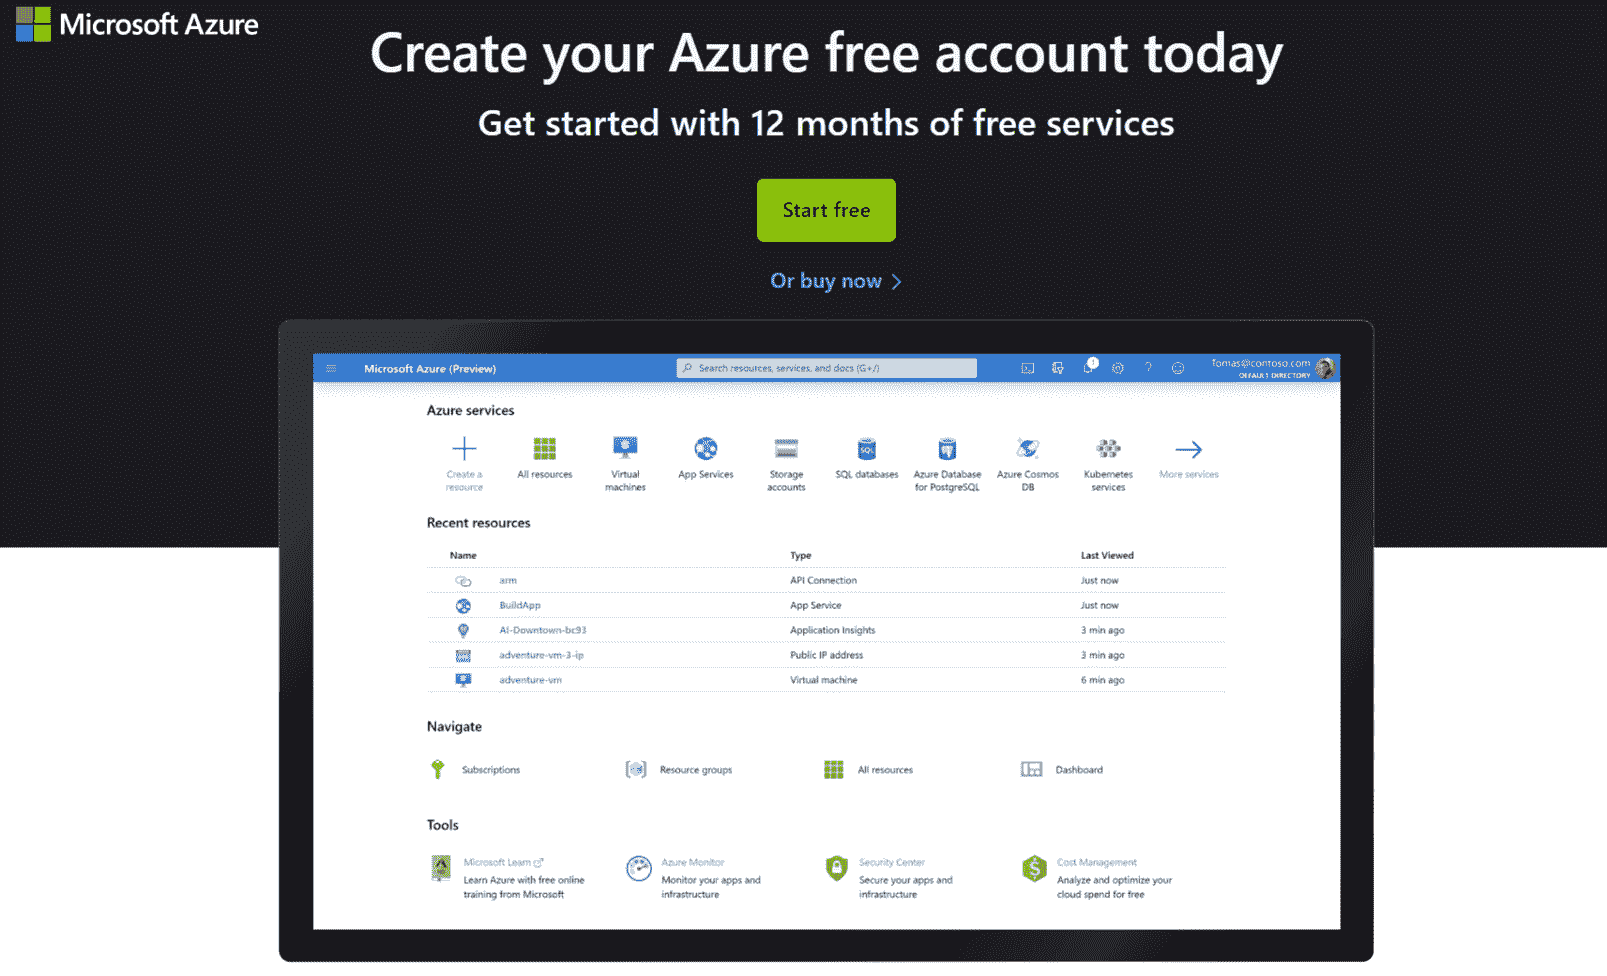 Microsoft Azure
Create your Azure free account today
Get started with 12 months of free services
Start free
Or buy now
Microsoft Azure (Preview)
Search resources, services, and docs (G+/)
1
?
Tomas@contoso.com
DEFAULT DIRECTORY
Azure services
Create a
resource
All resources
Virtual
machines
App Services
Storage
accounts
SQL
SQL databases
Azure Database
for PostgreSQL
Azure Cosmos
DB
Kubernetes
services
More services
Recent resources
Name Type Last Viewed
arm API Connection Just now
BuildApp App Service Just now
AI-Downtown-bc93 Application Insights 3 min ago
adventure-vm-3-ip Public IP address 3 min ago
adventure-vm Virtual machine 6 min ago
Navigate
Subscriptions Resource groups All resources Dashboard
Tools
Microsoft Learn
Learn Azure with free online
training from Microsoft
Azure Monitor
Monitor your apps and
infrastructure
Security Center
Secure your apps and
infrastructure
Cost Management
Analyze and optimize your
cloud spend for free